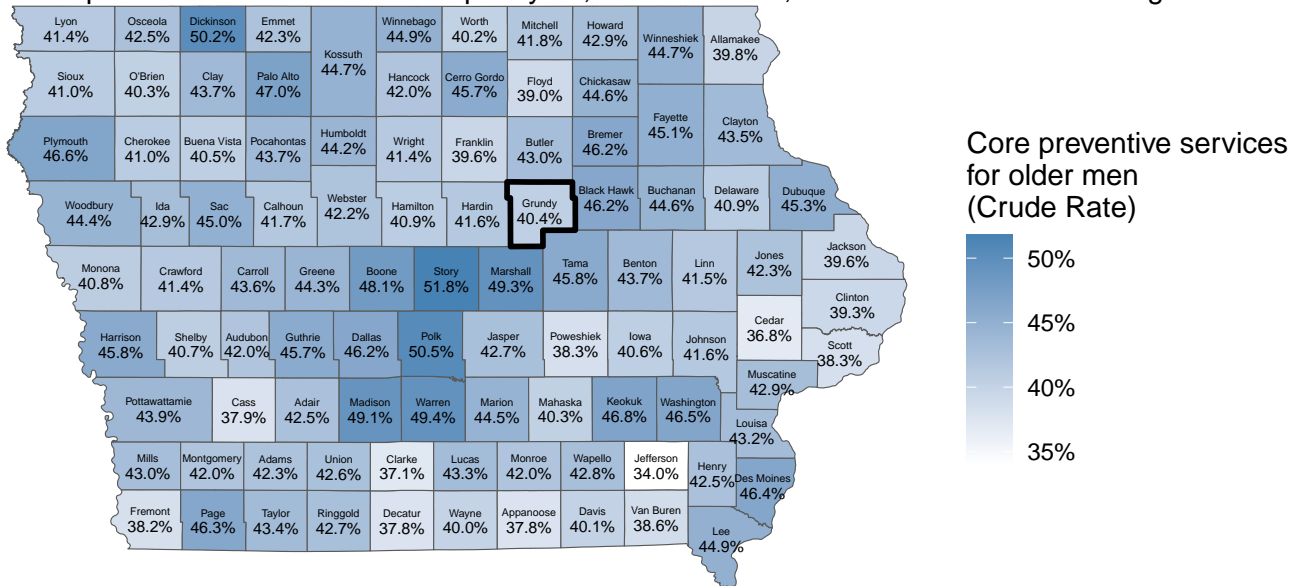 Lyon
41.4%
Osceola
42.5%
Dickinson
50.2%
Emmet
42.3%
Kossuth
44.7%
Winnebago
44.9%
Worth
40.2%
Mitchell
41.8%
Howard
42.9%
Winneshiek
44.7%
Allamakee
39.8%
Sioux
41.0%
O'Brien
40.3%
Clay
43.7%
Palo Alto
47.0%
Hancock
42.0%
Cerro Gordo
45.7%
Floyd
39.0%
Chickasaw
44.6%
Fayette
45.1%
Clayton
43.5%
Plymouth
46.6%
Cherokee
41.0%
Buena Vista
40.5%
Pocahontas
43.7%
Humboldt
44.2%
Wright
41.4%
Franklin
39.6%
Butler
43.0%
Bremer
46.2%
Woodbury
44.4%
Ida
42.9%
Sac
45.0%
Calhoun
41.7%
Webster
42.2%
Hamilton
40.9%
Hardin
41.6%
Grundy
40.4%
Black Hawk
46.2%
Buchanan
44.6%
Delaware
40.9%
Dubuque
45.3%
Monona
40.8%
Crawford
41.4%
Carroll
43.6%
Greene
44.3%
Boone
48.1%
Story
51.8%
Marshall
49.3%
Tama
45.8%
Benton
43.7%
Linn
41.5%
Jones
42.3%
Jackson
39.6%
Clinton
39.3%
Harrison
45.8%
Shelby
40.7%
Audubon
42.0%
Guthrie
45.7%
Dallas
46.2%
Polk
50.5%
Jasper
42.7%
Poweshiek
38.3%
Iowa
40.6%
Johnson
41.6%
Cedar
36.8%
Scott
38.3%
Muscatine
42.9%
Pottawattamie
43.9%
Cass
37.9%
Adair
42.5%
Madison
49.1%
Warren
49.4%
Marion
44.5%
Mahaska
40.3%
Keokuk
46.8%
Washington
46.5%
Louisa
43.2%
Mills
43.0%
Montgomery
42.0%
Adams
42.3%
Union
42.6%
Clarke
37.1%
Lucas
43.3%
Monroe
42.0%
Wapello
42.8%
Jefferson
34.0%
Henry
42.5%
Des Moines
46.4%
Fremont
38.2%
Page
46.3%
Taylor
43.4%
Ringgold
42.7%
Decatur
37.8%
Wayne
40.0%
Appanoose
37.8%
Davis
40.1%
Van Buren
38.6%
Lee
44.9%
Core preventive services
for older men
(Crude Rate)
50%
45%
40%
35%